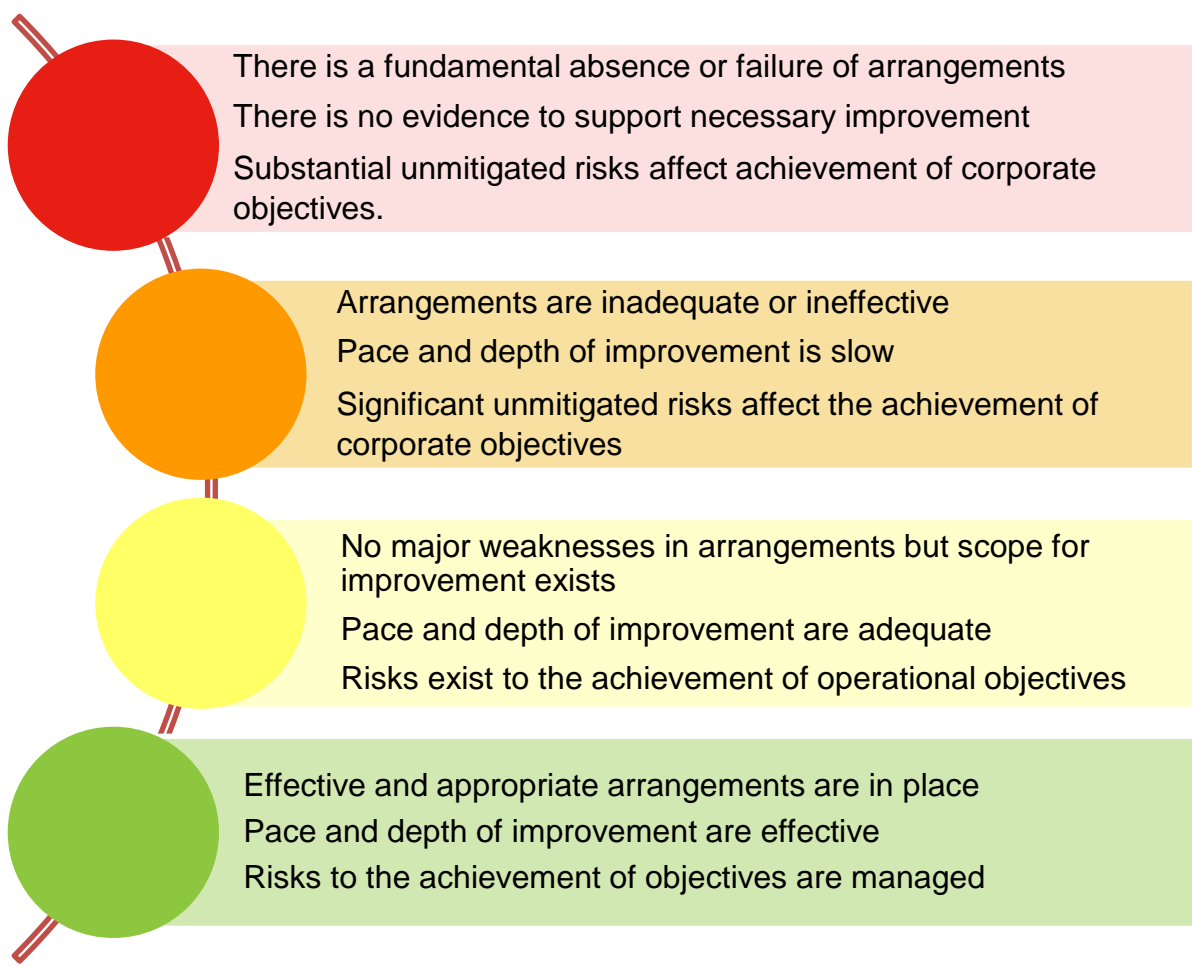 There is a fundamental absence or failure of arrangements
There is no evidence to support necessary improvement
Substantial unmitigated risks affect achievement of corporate
objectives.
Arrangements are inadequate or ineffective
Pace and depth of improvement is slow
Significant unmitigated risks affect the achievement of
corporate objectives
No major weaknesses in arrangements but scope for
improvement exists
Pace and depth of improvement are adequate
Risks exist to the achievement of operational objectives
Effective and appropriate arrangements are in place
Pace and depth of improvement are effective
Risks to the achievement of objectives are managed